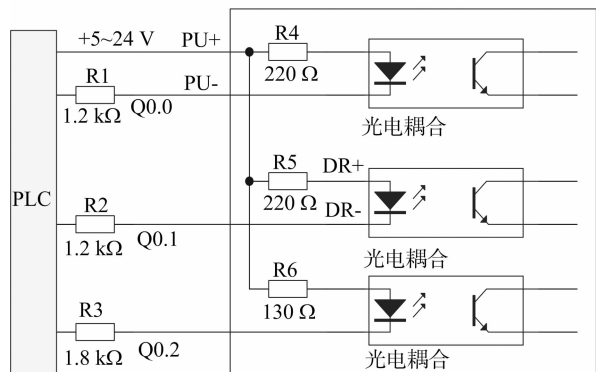 +5~24 V
PU+
R4
220 Ω
R1
PU-
1.2 kΩ
Q0.0
光电耦合
PLC
R5
DR+
220 Ω
DR-
R2
1.2 kΩ
Q0.1
光电耦合
R6
130 Ω
R3
1.8 kΩ
Q0.2
光电耦合